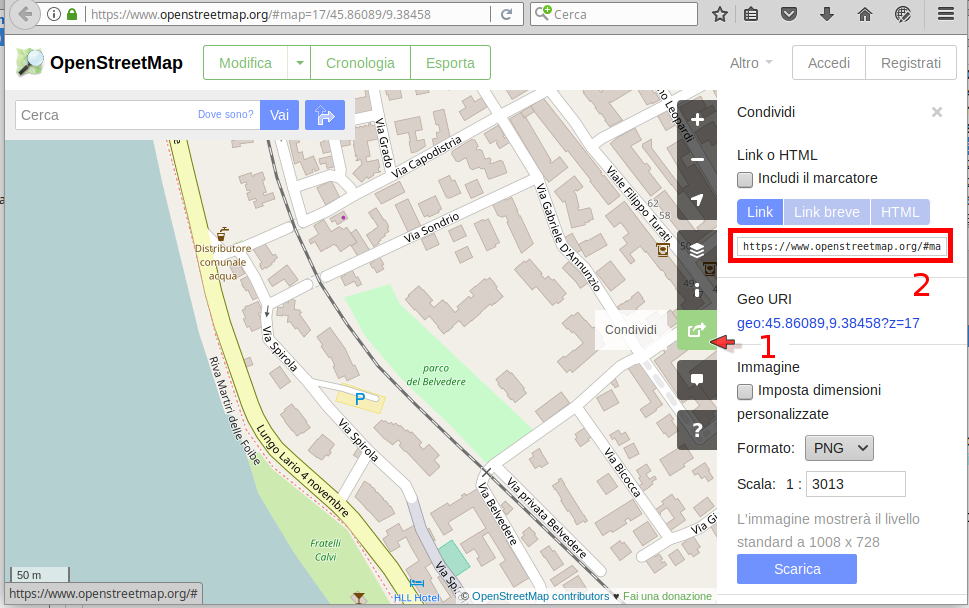 https://www.openstreetmap.org/#map=17/45.86089/9.38458
Cerca
OpenStreetMap
Modifica
Cronologia
Esporta
Altro
Accedi
Registrati
Cerca
Dove sono?
Vai
Condividi
Link o HTML
Includi il marcatore
Link
Link breve
HTML
https://www.openstreetmap.org/#ma
2
Geo URI
geo:45.86089,9.38458?z=17
1
Immagine
Imposta dimensioni
personalizzate
Formato:
PNG
Scala: 1 : 3013
L'immagine mostrerà il livello
standard a 1008 x 728
Scarica
Via Grado
Via Capodistria
Leopardi
Viale Filippo Turati
62
58
Via Sondrio
Via Gabriele D'Annunzio
Distributore
comunale
acqua
Condividi
Via Spirola
parco
del Belvedere
P
Riva Martiri delle Foibe
Via Spirola
Lungo Lario 4 novembre
Via Bicocca
Via privata Belvedere
Via Belvedere
Fratelli
Calvi
HLL Hotel
?
50 m
https://www.openstreetmap.org/#
© OpenStreetMap contributors ♥ Fai una donazione